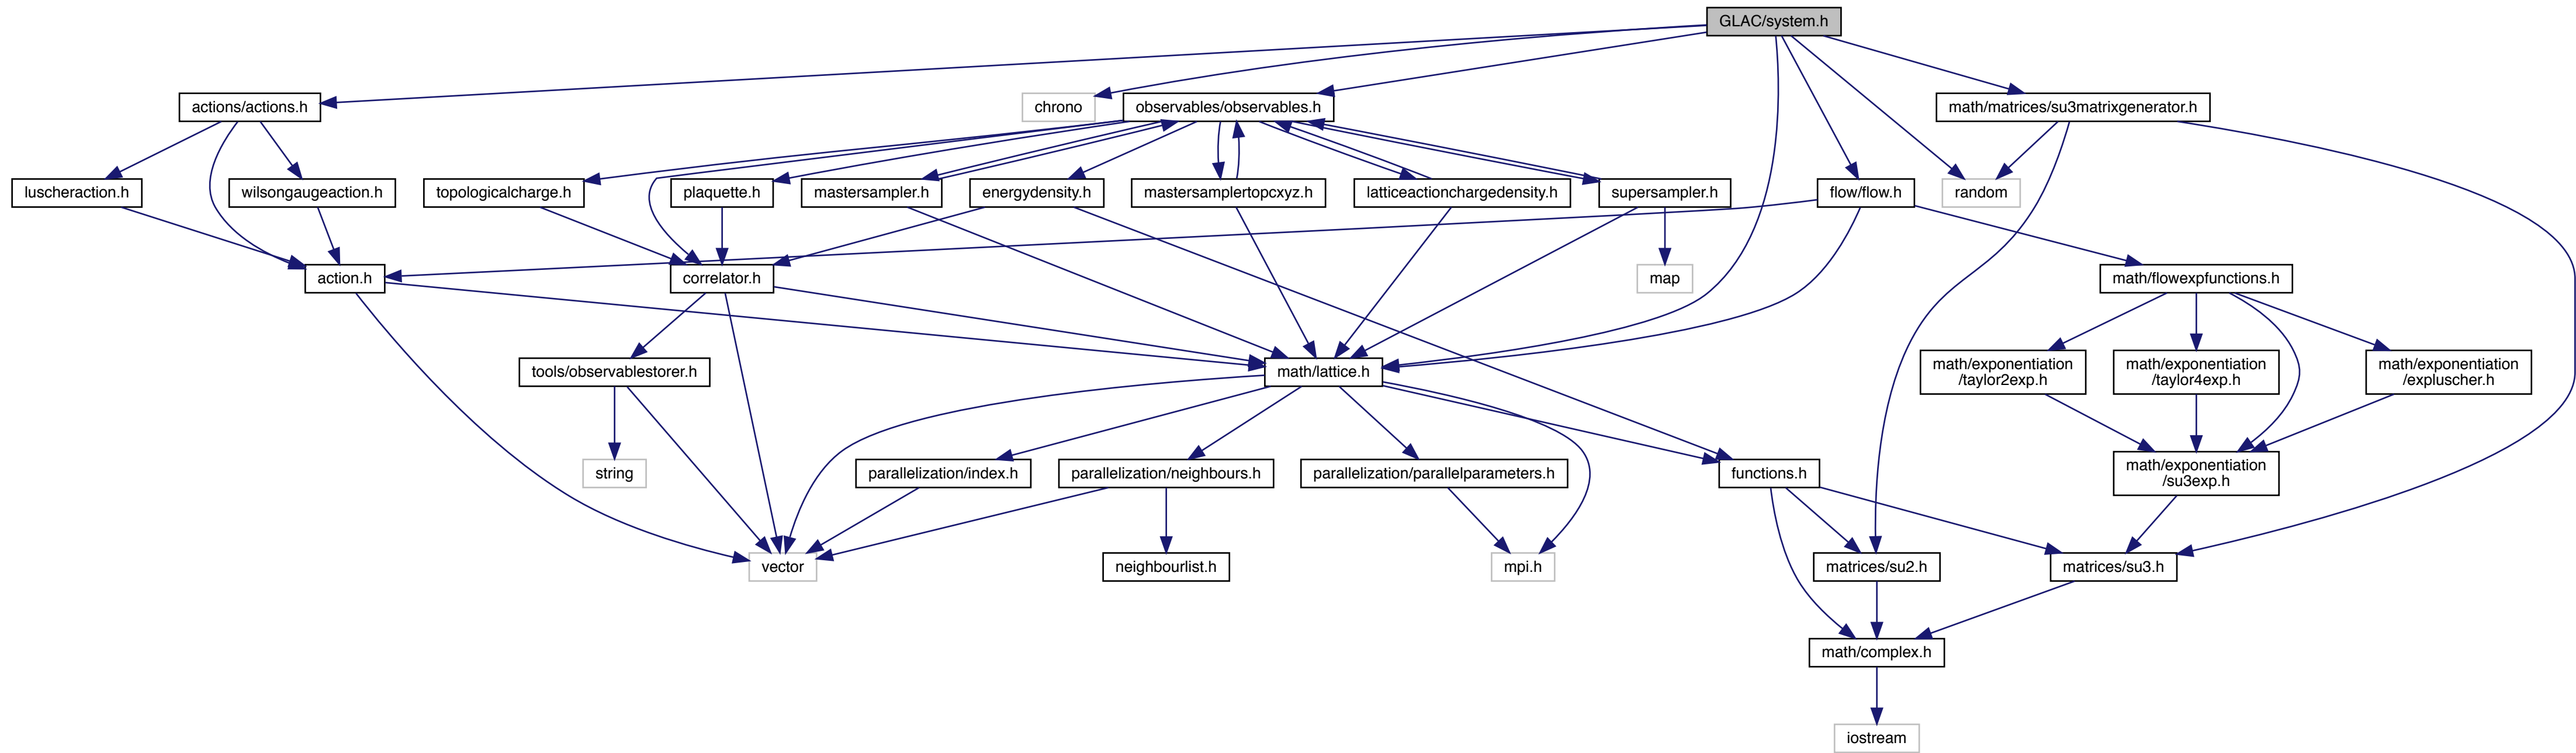 GLAC/system.h
actions/actions.h
chrono
observables/observables.h
math/matrices/su3matrixgenerator.h
luscheraction.h
wilsongaugeaction.h
topologicalcharge.h
plaquette.h
mastersampler.h
energydensity.h
mastersamplertopcxyz.h
latticeactionchargedensity.h
supersampler.h
flow/flow.h
random
action.h
correlator.h
map
math/flowexpfunctions.h
tools/observablestorer.h
math/lattice.h
math/exponentiation
/taylor2exp.h
math/exponentiation
/taylor4exp.h
math/exponentiation
/expluscher.h
string
parallelization/index.h
parallelization/neighbours.h
parallelization/parallelparameters.h
functions.h
math/exponentiation
/su3exp.h
vector
neighbourlist.h
mpi.h
matrices/su2.h
matrices/su3.h
math/complex.h
iostream